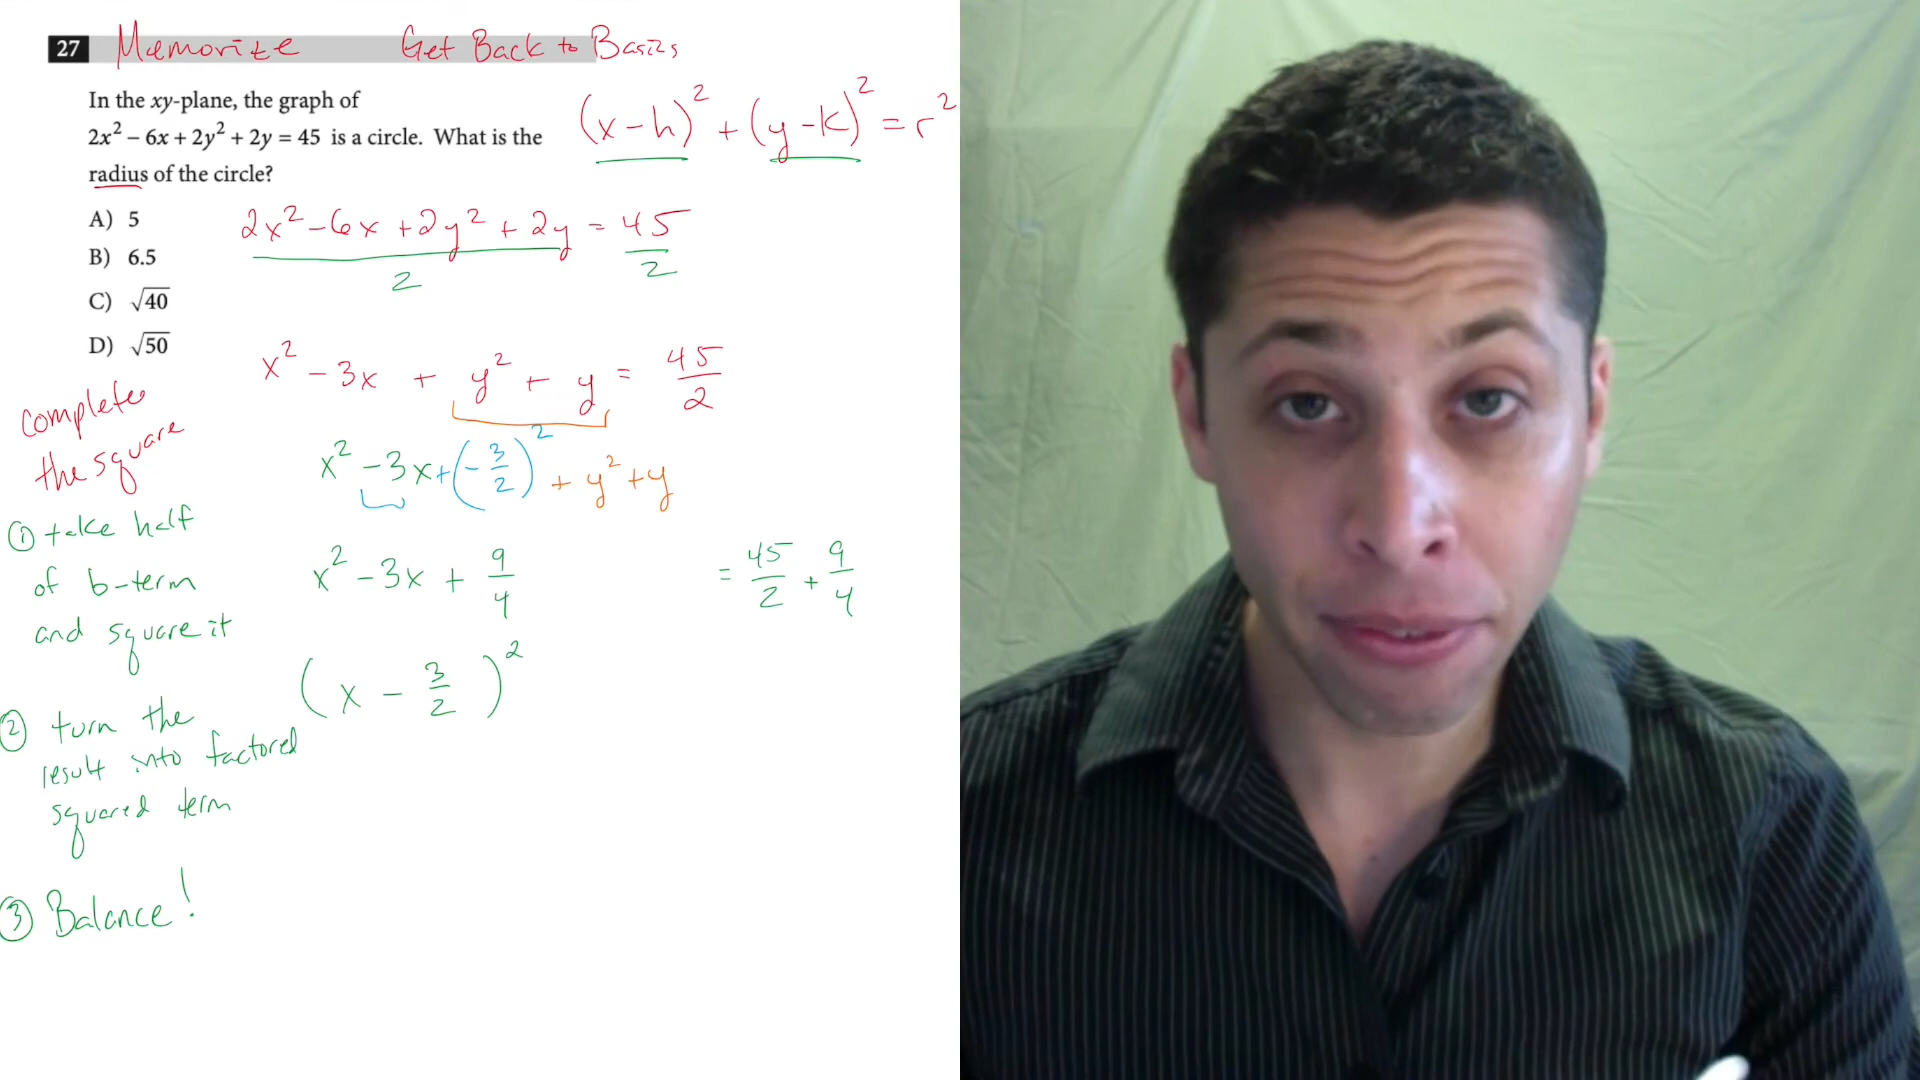 27 Memorize Get Back to Basics
In the xy-plane, the graph of
2x² – 6x + 2y² + 2y = 45 is a circle. What is the
radius of the circle?
(x – h)² + (y – k)² = r²
A) 5
B) 6.5
C) √40
D) √50
2x² – 6x + 2y² + 2y = 45
2 2
x² – 3x + y² + y = 45/2
x² – 3x + (–3/2)² + y² + y
x² – 3x + 9/4 = 45/2 + 9/4
(x – 3/2)²
complete
the square
① take half
of b-term
and square it
② turn the
result into factored
squared term
③ Balance!